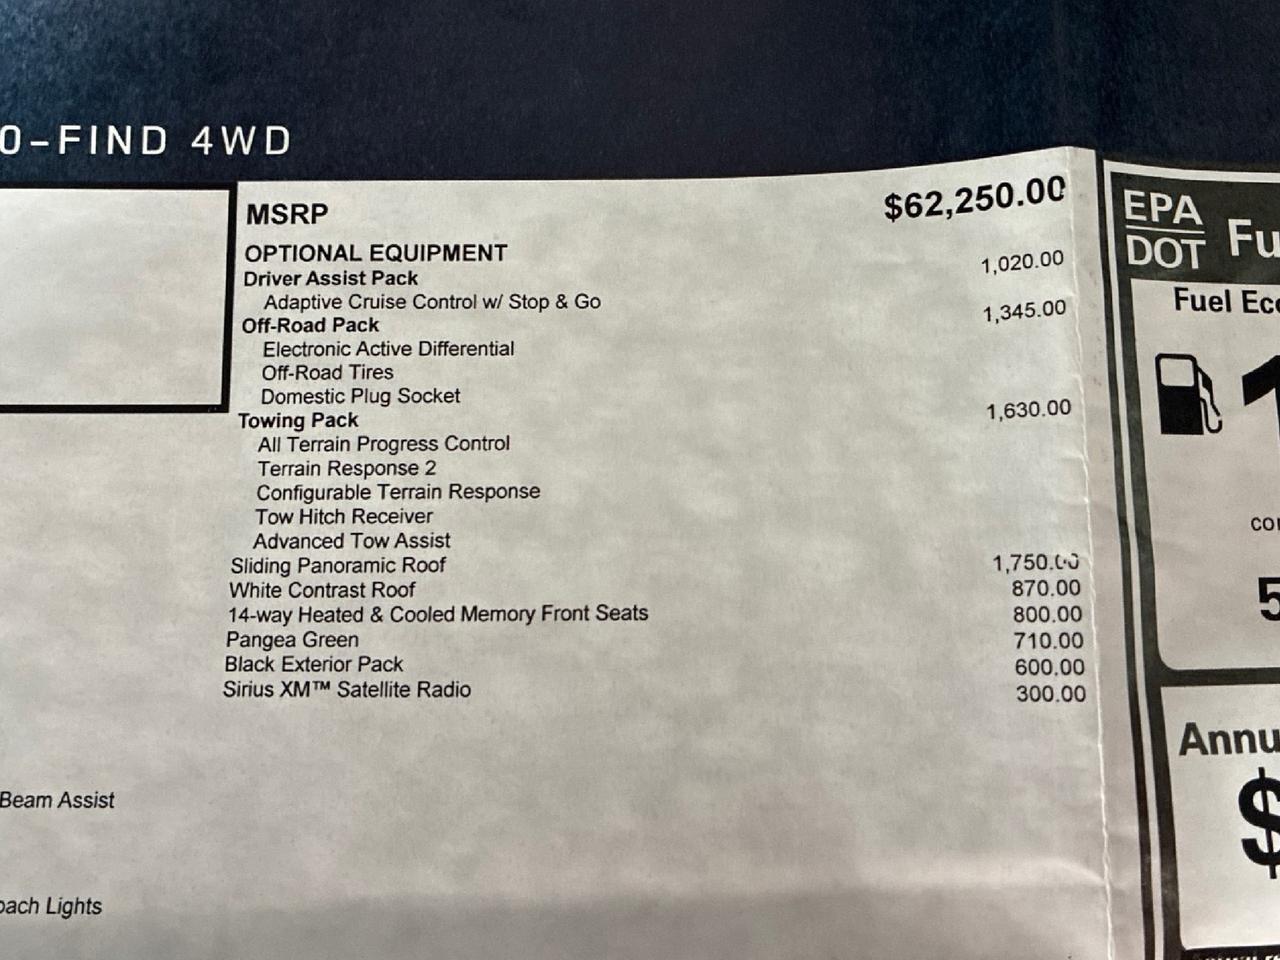 0-FIND 4WD
MSRP $62,250.00
OPTIONAL EQUIPMENT
Driver Assist Pack 1,020.00
Adaptive Cruise Control w/ Stop & Go
Off-Road Pack 1,345.00
Electronic Active Differential
Off-Road Tires
Domestic Plug Socket
Towing Pack 1,630.00
All Terrain Progress Control
Terrain Response 2
Configurable Terrain Response
Tow Hitch Receiver
Advanced Tow Assist
Sliding Panoramic Roof 1,750.00
White Contrast Roof 870.00
14-way Heated & Cooled Memory Front Seats 800.00
Pangea Green 710.00
Black Exterior Pack 600.00
Sirius XM™ Satellite Radio 300.00
Beam Assist
oach Lights
EPA
DOT
Fu
Fuel Eco
1
co
5
Annu
$